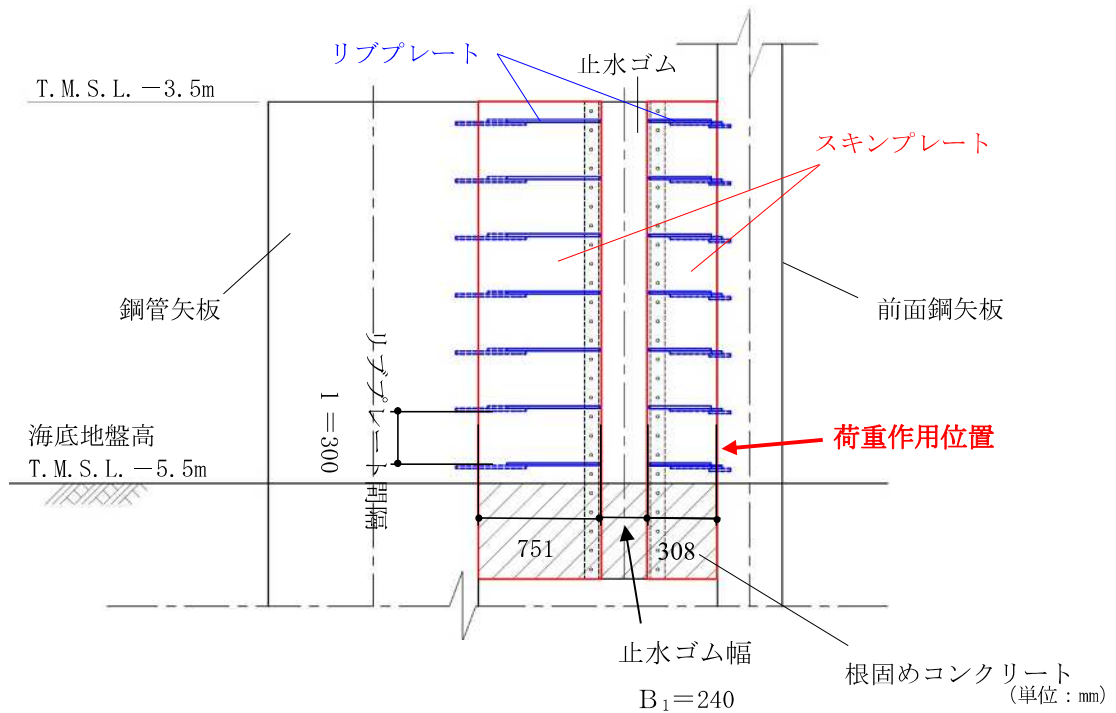 リブプレート
止水ゴム
T.M.S.L.－3.5m
スキンプレート
鋼管矢板
前面鋼矢板
リブプレート間隔
l＝300
海底地盤高
T.M.S.L.－5.5m
荷重作用位置
751
308
止水ゴム幅
B₁＝240
根固めコンクリート
(単位：mm)